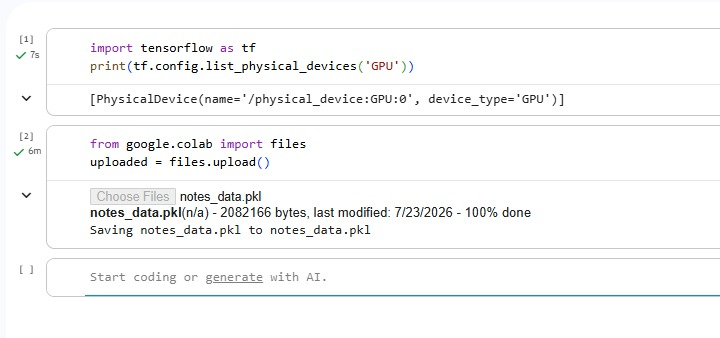 [1]
7s
import tensorflow as tf
print(tf.config.list_physical_devices('GPU'))
[PhysicalDevice(name='/physical_device:GPU:0', device_type='GPU')]
[2]
6m
from google.colab import files
uploaded = files.upload()
Choose Files notes_data.pkl
notes_data.pkl(n/a) - 2082166 bytes, last modified: 7/23/2026 - 100% done
Saving notes_data.pkl to notes_data.pkl
[ ]
Start coding or generate with AI.